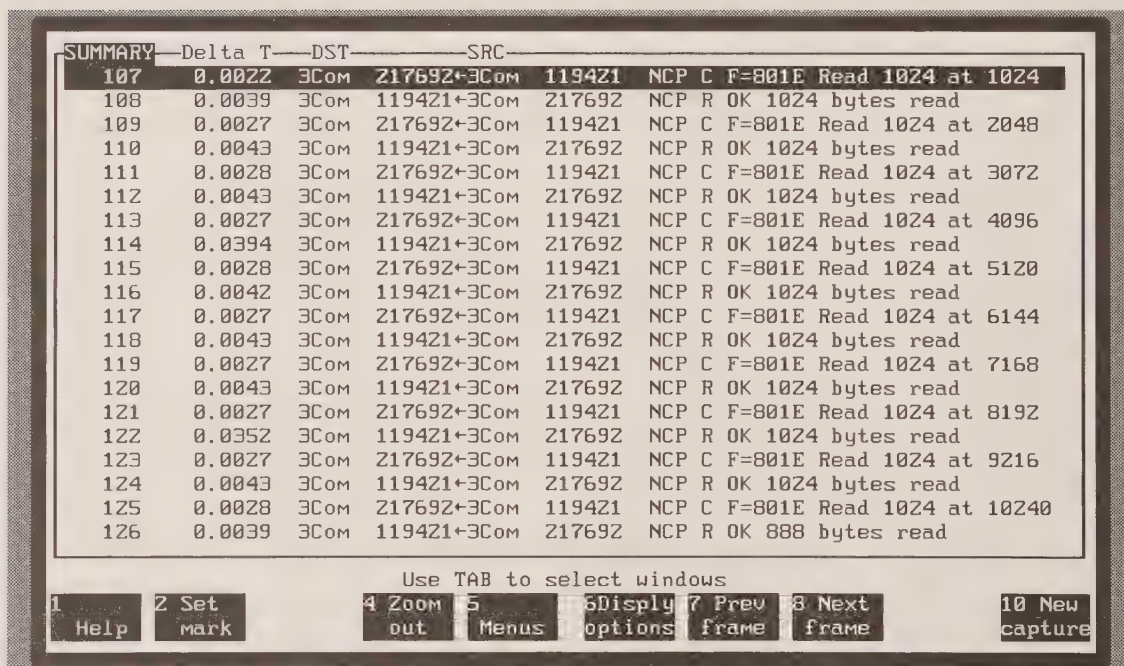 SUMMARY Delta T DST SRC
107 0.0022 3Com 217692←3Com 119421 NCP C F=801E Read 1024 at 1024
108 0.0039 3Com 119421←3Com 217692 NCP R OK 1024 bytes read
109 0.0027 3Com 217692←3Com 119421 NCP C F=801E Read 1024 at 2048
110 0.0043 3Com 119421←3Com 217692 NCP R OK 1024 bytes read
111 0.0028 3Com 217692←3Com 119421 NCP C F=801E Read 1024 at 3072
112 0.0043 3Com 119421←3Com 217692 NCP R OK 1024 bytes read
113 0.0027 3Com 217692←3Com 119421 NCP C F=801E Read 1024 at 4096
114 0.0394 3Com 119421←3Com 217692 NCP R OK 1024 bytes read
115 0.0028 3Com 217692←3Com 119421 NCP C F=801E Read 1024 at 5120
116 0.0042 3Com 119421←3Com 217692 NCP R OK 1024 bytes read
117 0.0027 3Com 217692←3Com 119421 NCP C F=801E Read 1024 at 6144
118 0.0043 3Com 119421←3Com 217692 NCP R OK 1024 bytes read
119 0.0027 3Com 217692←3Com 119421 NCP C F=801E Read 1024 at 7168
120 0.0043 3Com 119421←3Com 217692 NCP R OK 1024 bytes read
121 0.0027 3Com 217692←3Com 119421 NCP C F=801E Read 1024 at 8192
122 0.0352 3Com 119421←3Com 217692 NCP R OK 1024 bytes read
123 0.0027 3Com 217692←3Com 119421 NCP C F=801E Read 1024 at 9216
124 0.0043 3Com 119421←3Com 217692 NCP R OK 1024 bytes read
125 0.0028 3Com 217692←3Com 119421 NCP C F=801E Read 1024 at 10240
126 0.0039 3Com 119421←3Com 217692 NCP R OK 888 bytes read
Use TAB to select windows
1 2 Set 4 Zoom 5 6Disply 7 Prev 8 Next 10 New
Help mark out Menus options frame frame capture